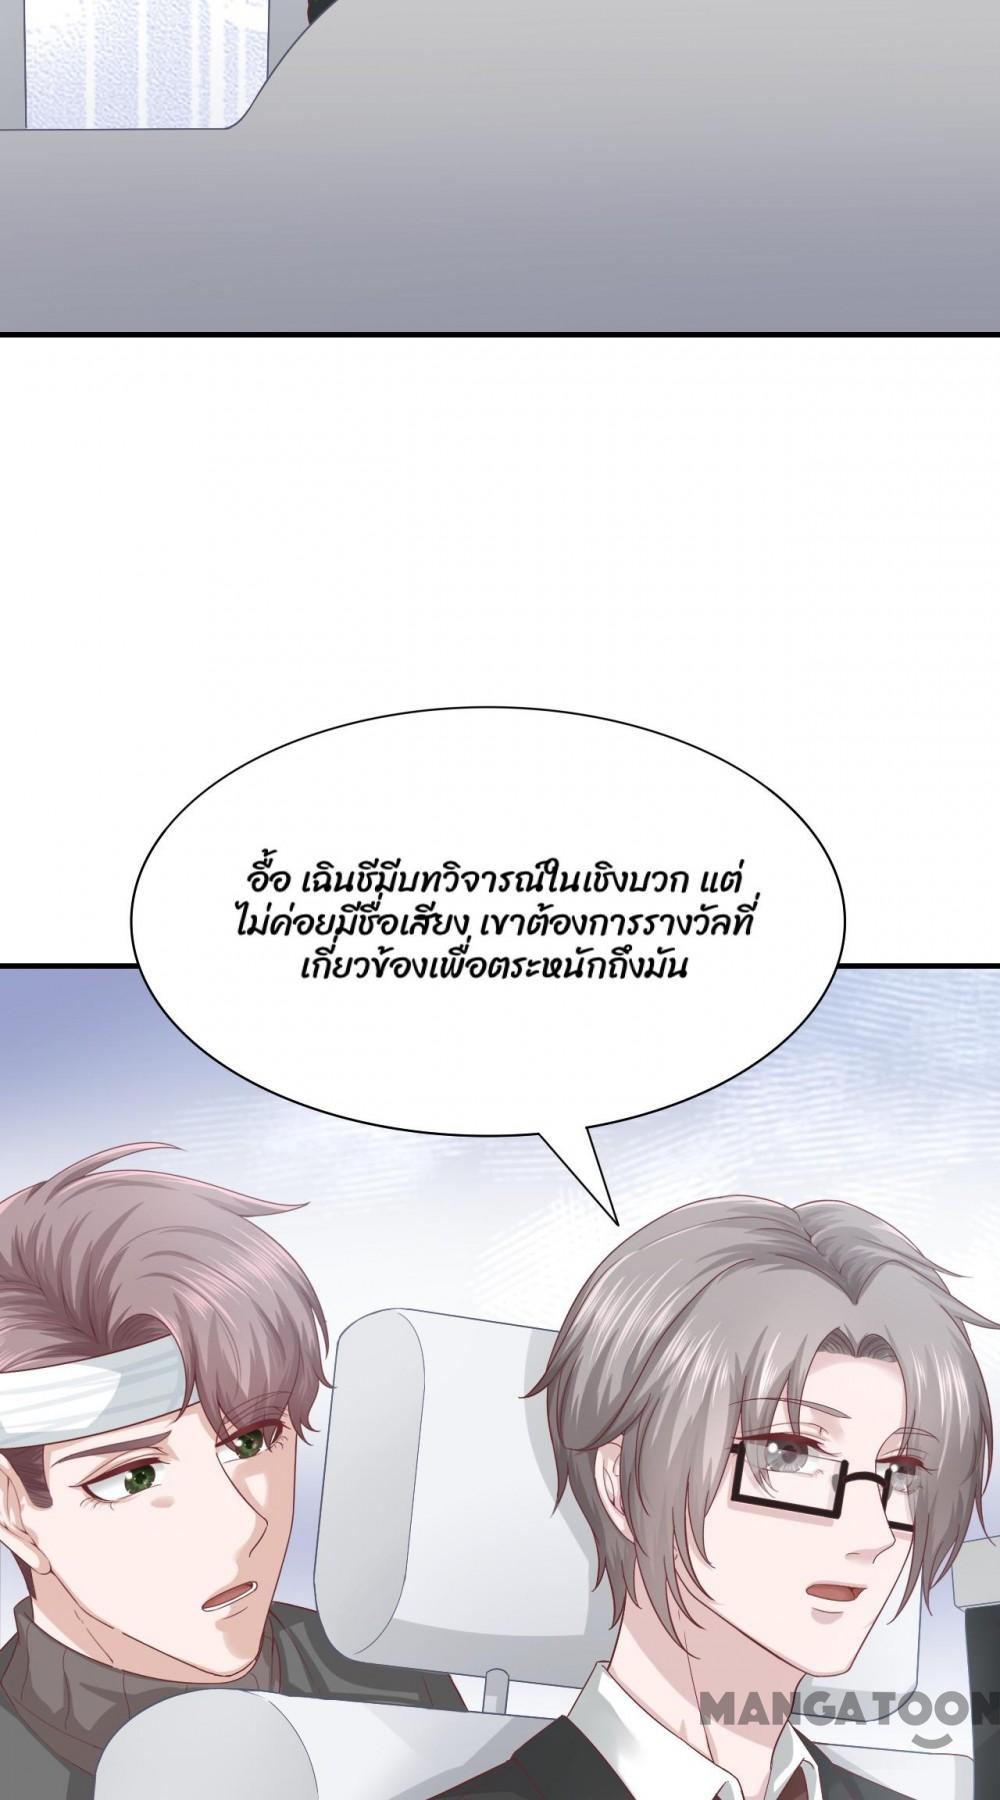 อื้อ เฉินชีมีบทวิจารณ์ในเชิงบวก แต่
ไม่ค่อยมีชื่อเสียง เขาต้องการรางวัลที่
เกี่ยวข้องเพื่อตระหนักถึงมัน
MANGATOON